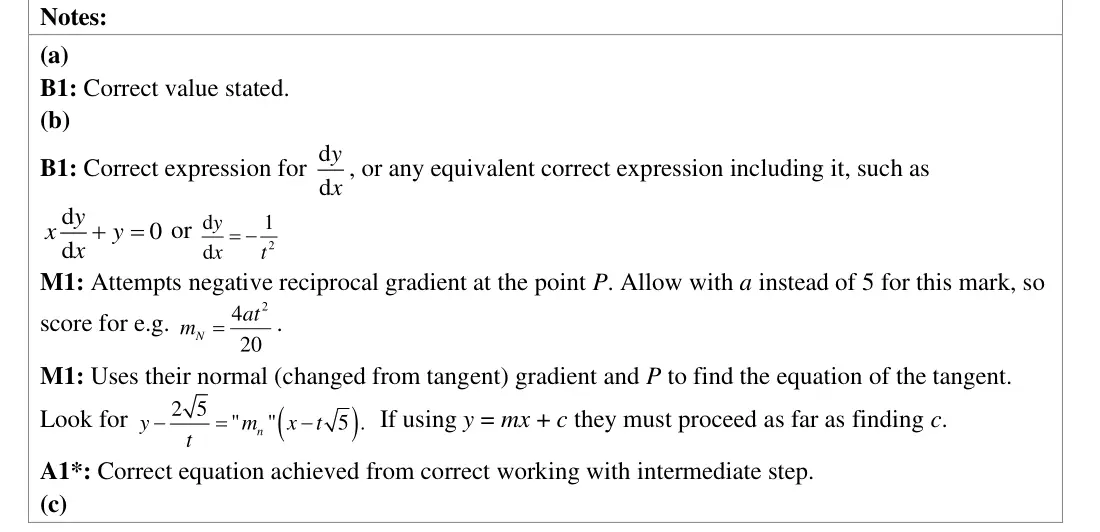 Notes:
(a)
B1: Correct value stated.
(b)
B1: Correct expression for dy/dx, or any equivalent correct expression including it, such as
x dy/dx + y = 0 or dy/dx = −1/t²
M1: Attempts negative reciprocal gradient at the point P. Allow with a instead of 5 for this mark, so
score for e.g. m_N = 4at²/20.
M1: Uses their normal (changed from tangent) gradient and P to find the equation of the tangent.
Look for y − 2√5/t = "m_n"(x − t√5). If using y = mx + c they must proceed as far as finding c.
A1*: Correct equation achieved from correct working with intermediate step.
(c)